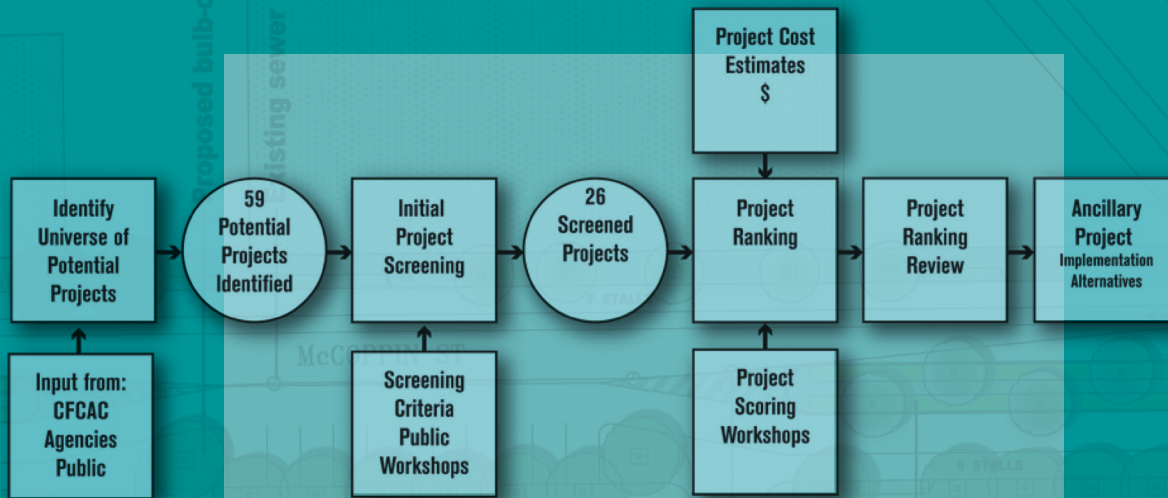 Proposed bulb-o
Existing sewer
Project Cost
Estimates
$
Identify
Universe of
Potential
Projects
59
Potential
Projects
Identified
Initial
Project
Screening
26
Screened
Projects
Project
Ranking
Project
Ranking
Review
Ancillary
Project
Implementation
Alternatives
7 STALLS
McCOPPIN ST
Input from:
CFCAC
Agencies
Public
Screening
Criteria
Public
Workshops
Project
Scoring
Workshops
6 STALLS